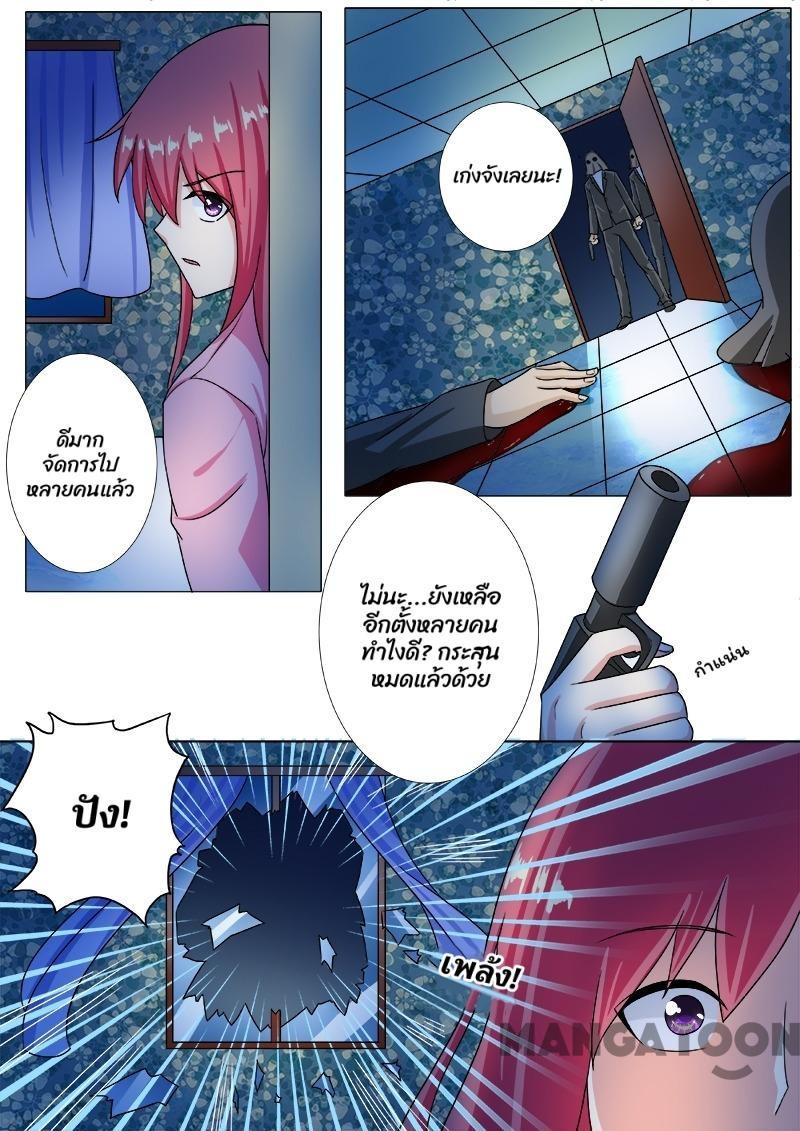 เก่งจังเลยนะ!
ดีมาก
จัดการไป
หลายคนแล้ว
ไม่นะ...ยังเหลือ
อีกตั้งหลายคน
ทำไงดี? กระสุน
หมดแล้วด้วย
กำแน่น
ปัง!
เพล้ง!
MANGATOON